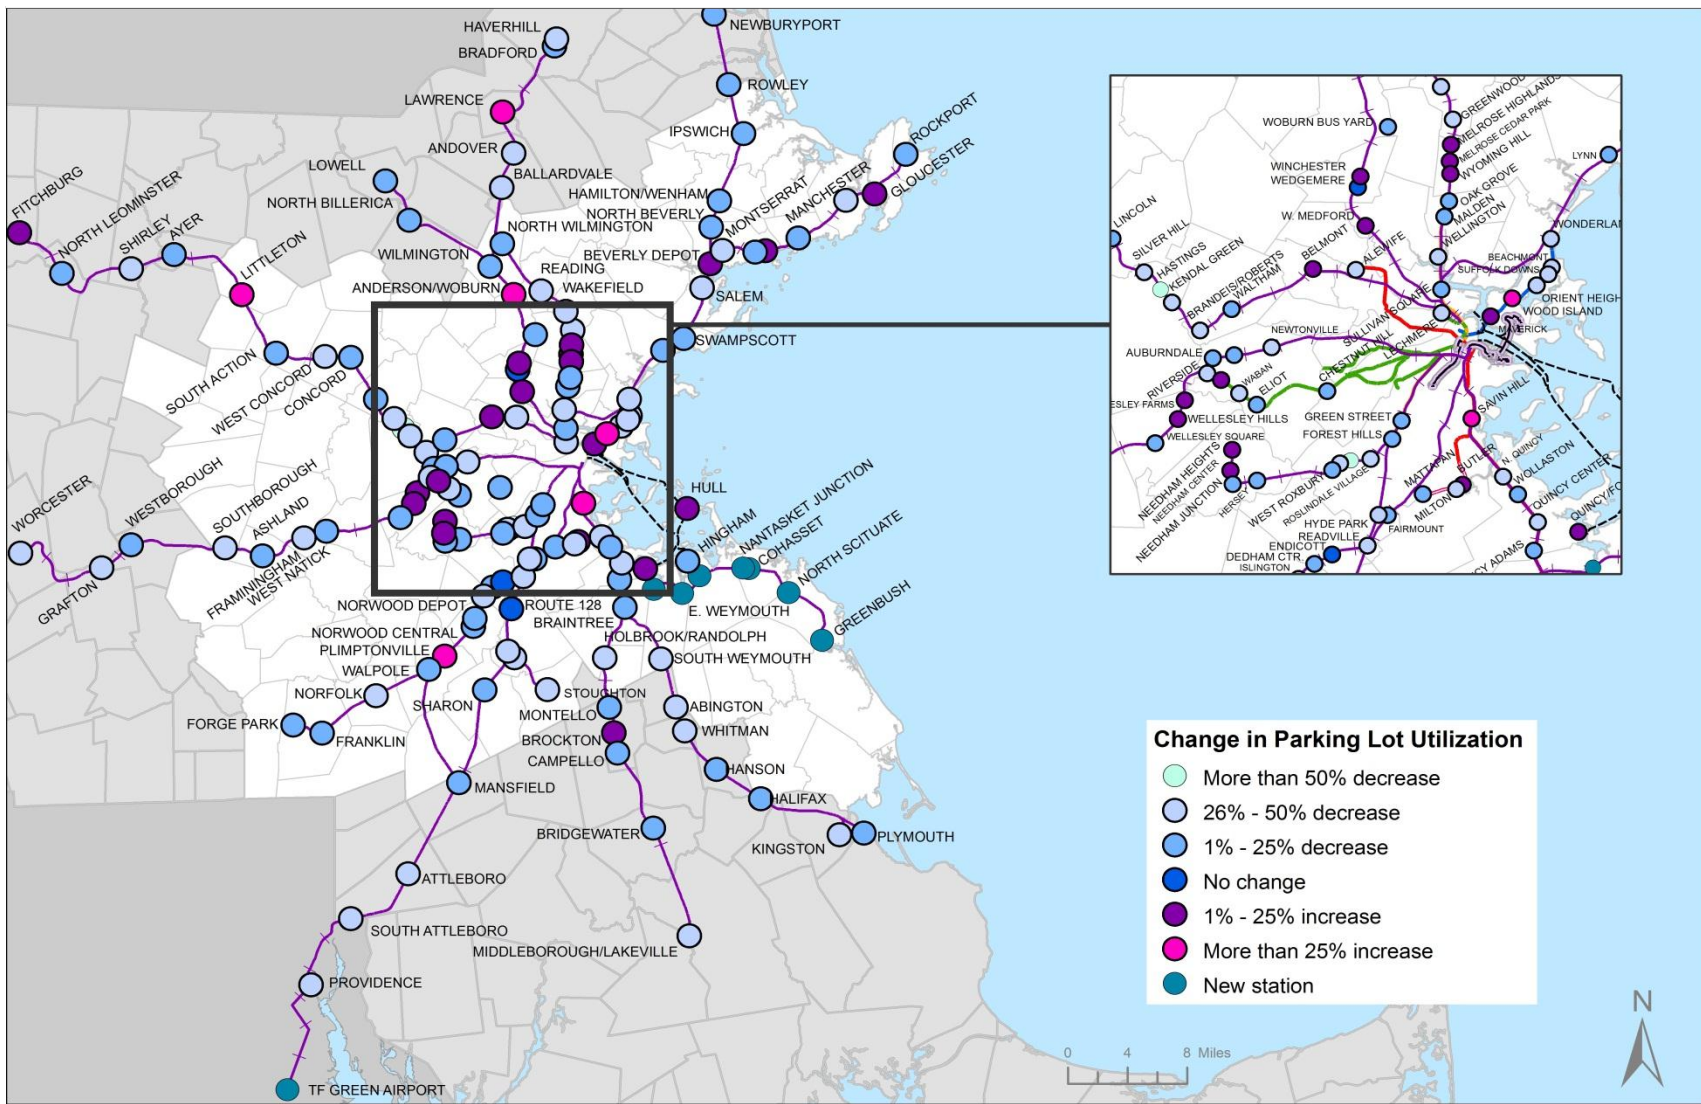 HAVERHILL
BRADFORD
NEWBURYPORT
LAWRENCE
ROWLEY
IPSWICH
ROCKPORT
ANDOVER
LOWELL
BALLARDVALE
NORTH BILLERICA
HAMILTON/WENHAM
NORTH BEVERLY
MONTSERRAT
MANCHESTER
GLOUCESTER
FITCHBURG
NORTH LEOMINSTER
SHIRLEY
AYER
LITTLETON
NORTH WILMINGTON
WILMINGTON
BEVERLY DEPOT
READING
WAKEFIELD
ANDERSON/WOBURN
SALEM
SWAMPSCOTT
SOUTH ACTION
WEST CONCORD
CONCORD
WORCESTER
WESTBOROUGH
SOUTHBOROUGH
ASHLAND
GRAFTON
FRAMINGHAM
WEST NATICK
HULL
HINGHAM
NANTASKET JUNCTION
COHASSET
NORTH SCITUATE
GREENBUSH
NORWOOD DEPOT
ROUTE 128
BRAINTREE
E. WEYMOUTH
NORWOOD CENTRAL
PLIMPTONVILLE
HOLBROOK/RANDOLPH
WALPOLE
SOUTH WEYMOUTH
NORFOLK
SHARON
STOUGHTON
ABINGTON
MONTELLO
FORGE PARK
FRANKLIN
BROCKTON
WHITMAN
CAMPELLO
HANSON
MANSFIELD
HALIFAX
BRIDGEWATER
KINGSTON
PLYMOUTH
ATTLEBORO
SOUTH ATTLEBORO
MIDDLEBOROUGH/LAKEVILLE
PROVIDENCE
TF GREEN AIRPORT
GREENWOOD
MELROSE HIGHLANDS
MELROSE CEDAR PARK
WYOMING HILL
WOBURN BUS YARD
LYNN
WINCHESTER
WEDGEMERE
OAK GROVE
MALDEN
WELLINGTON
W. MEDFORD
LINCOLN
SILVER HILL
HASTINGS
KENDAL GREEN
BRANDEIS/ROBERTS
WALTHAM
BELMONT
ALEWIFE
WONDERLAN
BEACHMONT
SUFFOLK DOWNS
ORIENT HEIGH
WOOD ISLAND
MAVERICK
SULLIVAN SQUARE
LECHMERE
NEWTONVILLE
CHESTNUT HILL
AUBURNDALE
RIVERSIDE
WABAN
ELIOT
ESLEY FARMS
WELLESLEY HILLS
WELLESLEY SQUARE
GREEN STREET
FOREST HILLS
SAVIN HILL
NEEDHAM HEIGHTS
NEEDHAM CENTER
NEEDHAM JUNCTION
HERSEY
WEST ROXBURY
ROSLINDALE VILLAGE
MATTAPAN
BUTLER
MILTON
N. QUINCY
WOLLASTON
QUINCY CENTER
QUINCY/FO
HYDE PARK
FAIRMOUNT
READVILLE
ENDICOTT
DEDHAM CTR
ISLINGTON
CY ADAMS
Change in Parking Lot Utilization
More than 50% decrease
26% - 50% decrease
1% - 25% decrease
No change
1% - 25% increase
More than 25% increase
New station
0 4 8 Miles
N